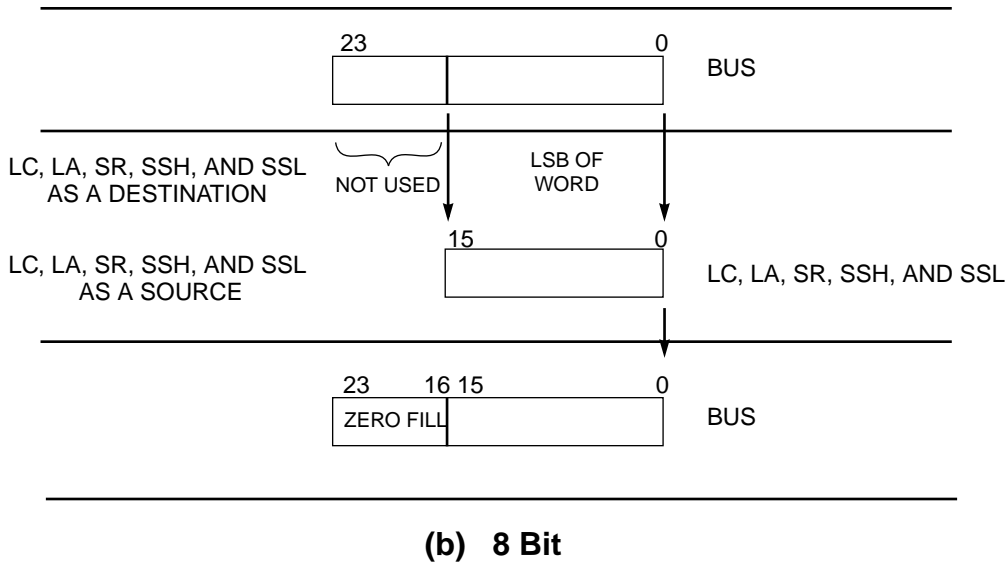 23 0
BUS
LC, LA, SR, SSH, AND SSL
AS A DESTINATION
NOT USED
LSB OF
WORD
15 0
LC, LA, SR, SSH, AND SSL
AS A SOURCE
LC, LA, SR, SSH, AND SSL
23 16 15 0
ZERO FILL
BUS
(b) 8 Bit